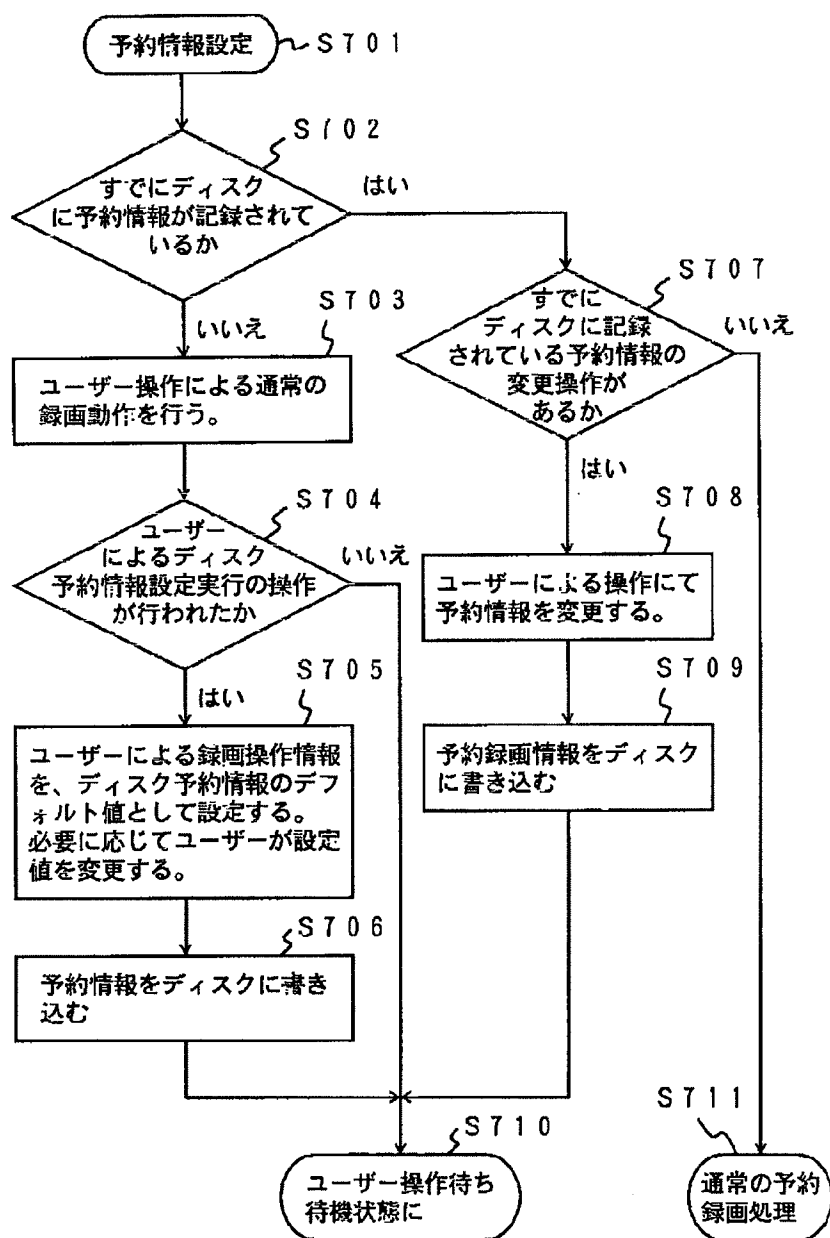 予約情報設定
S701
S702
すでにディスク
に予約情報が記録されて
いるか
はい
いいえ
S703
ユーザー操作による通常の
録画動作を行う。
S704
ユーザー
によるディスク
予約情報設定実行の操作
が行われたか
いいえ
はい
S705
ユーザーによる録画操作情報
を、ディスク予約情報のデフ
ォルト値として設定する。
必要に応じてユーザーが設定
値を変更する。
S706
予約情報をディスクに書き
込む
S707
すでに
ディスクに記録
されている予約情報の
変更操作が
あるか
いいえ
はい
S708
ユーザーによる操作にて
予約情報を変更する。
S709
予約録画情報をディスク
に書き込む
S710
ユーザー操作待ち
待機状態に
S711
通常の予約
録画処理